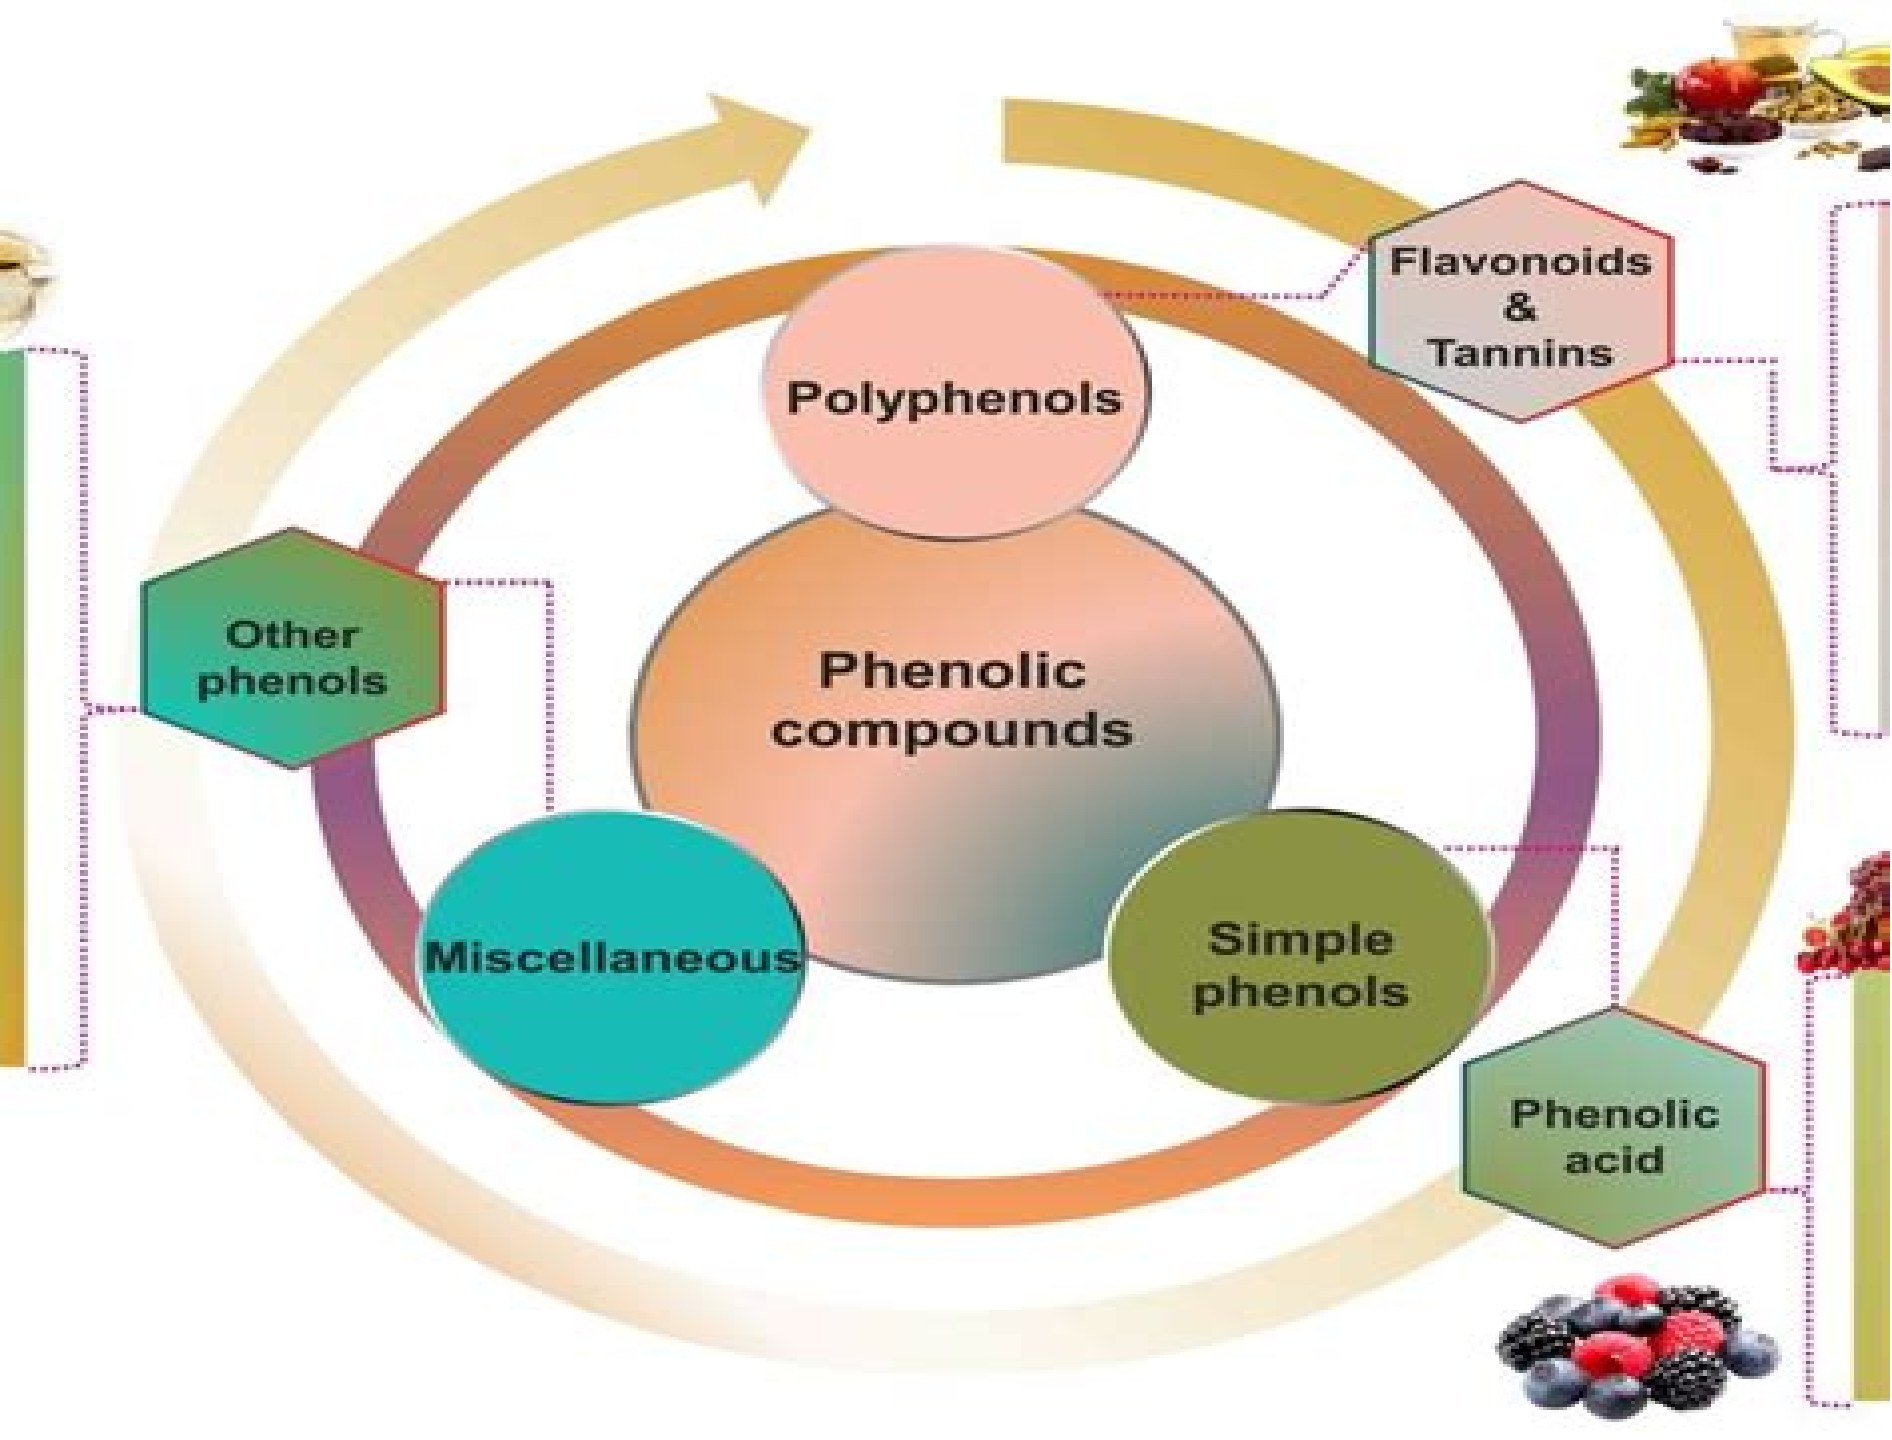 Flavonoids
&
Tannins
Polyphenols
Other
phenols
Phenolic
compounds
Miscellaneous
Simple
phenols
Phenolic
acid